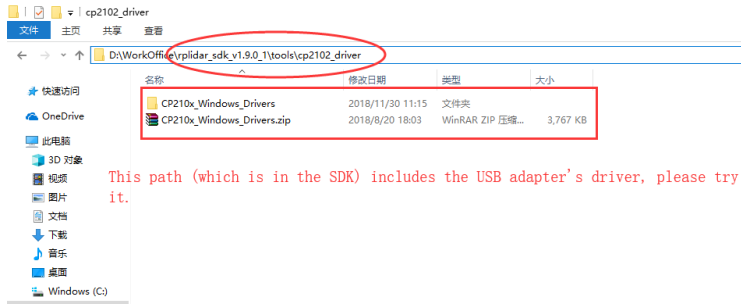 cp2102_driver
文件 主页 共享 查看
D:\WorkOffice\rplidar_sdk_v1.9.0_1\tools\cp2102_driver
名称 修改日期 类型 大小
快速访问
CP210x_Windows_Drivers 2018/11/30 11:15 文件夹
CP210x_Windows_Drivers.zip 2018/8/20 18:03 WinRAR ZIP 压缩... 3,767 KB
OneDrive
此电脑
3D 对象
视频
This path (which is in the SDK) includes the USB adapter's driver, please try
it.
图片
文档
下载
音乐
桌面
Windows (C:)